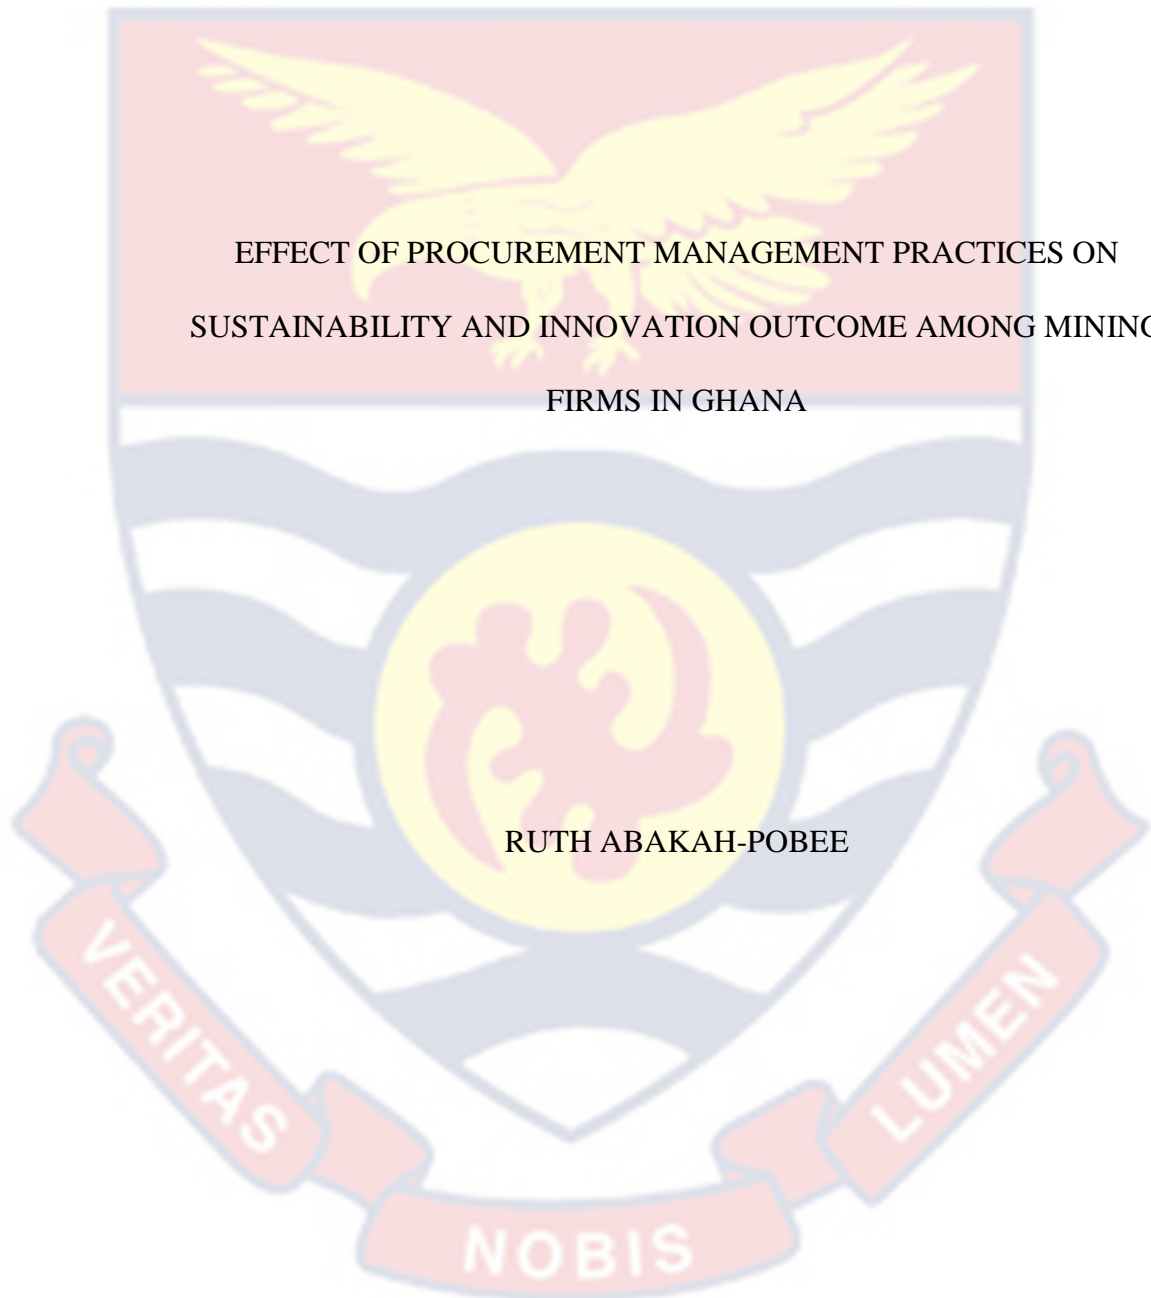 EFFECT OF PROCUREMENT MANAGEMENT PRACTICES ON
SUSTAINABILITY AND INNOVATION OUTCOME AMONG MINING
FIRMS IN GHANA
RUTH ABAKAH-POBEE
VERITAS
NOBIS
LUMEN